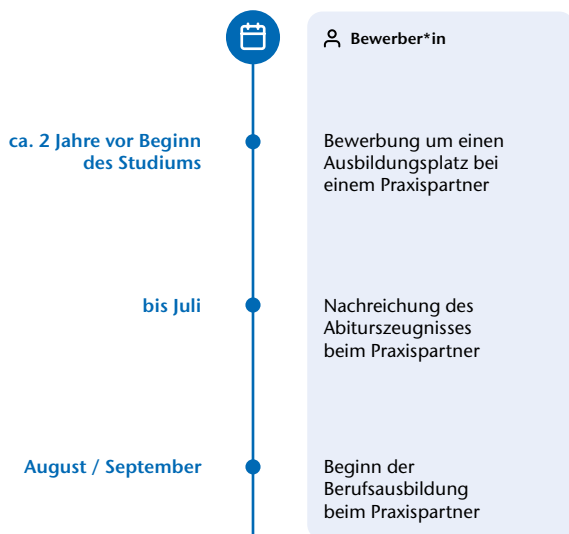 Bewerber*in
ca. 2 Jahre vor Beginn
des Studiums
Bewerbung um einen
Ausbildungsplatz bei
einem Praxispartner
bis Juli
Nachreichung des
Abiturszeugnisses
beim Praxispartner
August / September
Beginn der
Berufsausbildung
beim Praxispartner